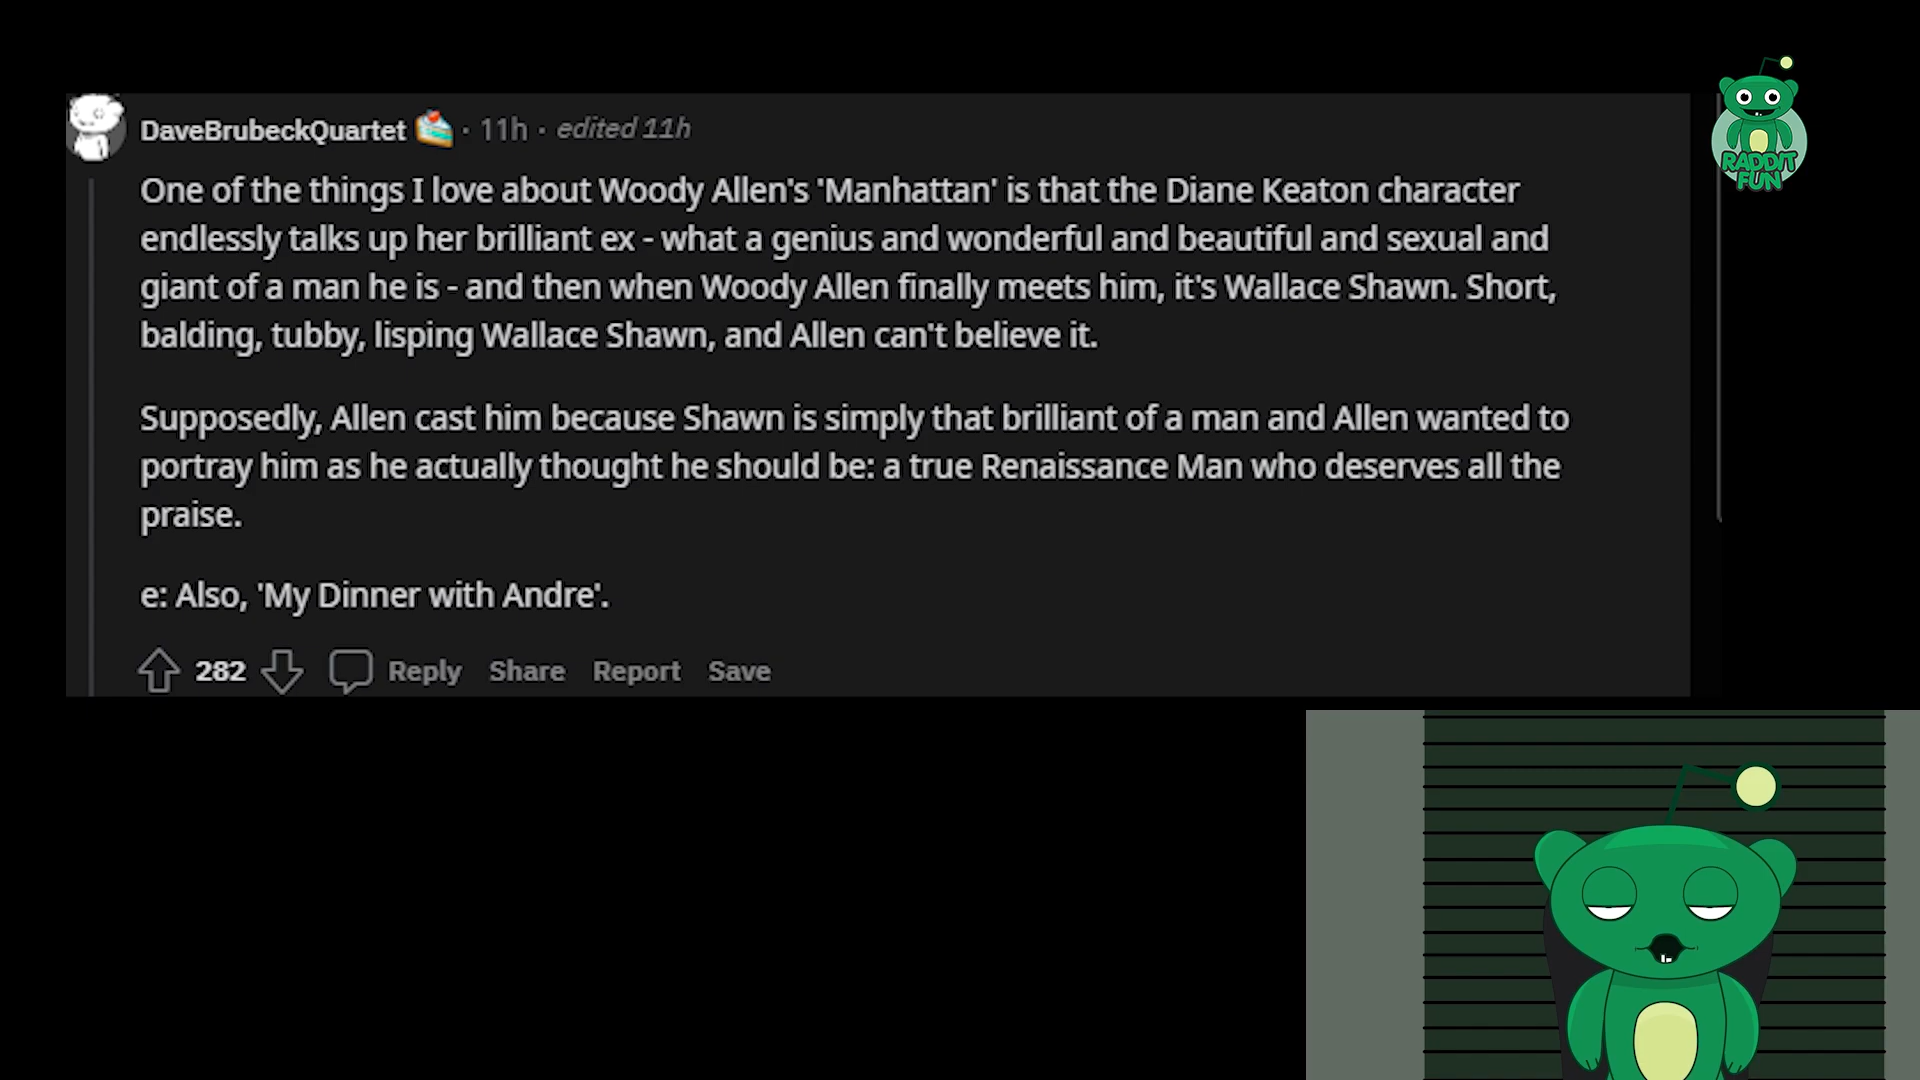 DaveBrubeckQuartet · 11h · edited 11h
One of the things I love about Woody Allen's 'Manhattan' is that the Diane Keaton character
endlessly talks up her brilliant ex - what a genius and wonderful and beautiful and sexual and
giant of a man he is - and then when Woody Allen finally meets him, it's Wallace Shawn. Short,
balding, tubby, lisping Wallace Shawn, and Allen can't believe it.
Supposedly, Allen cast him because Shawn is simply that brilliant of a man and Allen wanted to
portray him as he actually thought he should be: a true Renaissance Man who deserves all the
praise.
e: Also, 'My Dinner with Andre'.
282 Reply Share Report Save
RADDIT
FUN